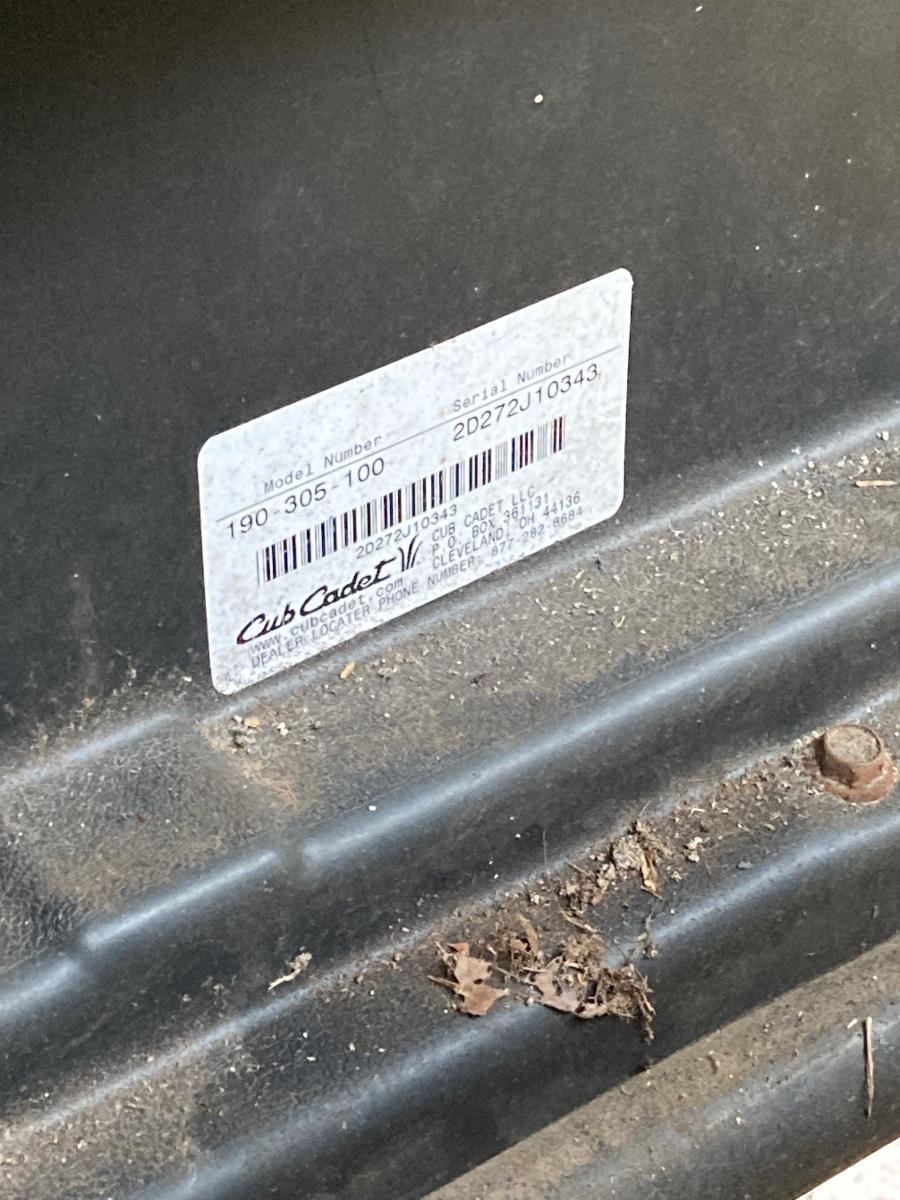 Model Number Serial Number
190-305-100 2D272J10343
2D272J10343
Cub Cadet
CUB CADET LLC
P.O. BOX 361131
CLEVELAND, OH 44136
www.cubcadet.com
DEALER LOCATER PHONE NUMBER: 877-282-8684